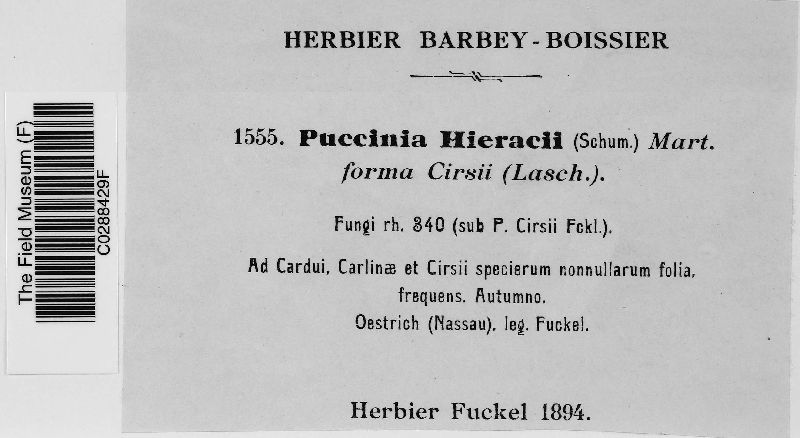 HERBIER BARBEY-BOISSIER
1555. Puccinia Hieracii (Schum.) Mart.
forma Cirsii (Lasch.).
Fungi rh. 340 (sub P. Cirsii Fckl.).
Ad Cardui, Carlinæ et Cirsii specierum nonnullarum folia,
frequens. Autumno.
Oestrich (Nassau). leg. Fuckel.
Herbier Fuckel 1894.
The Field Museum (F)
C0288429F